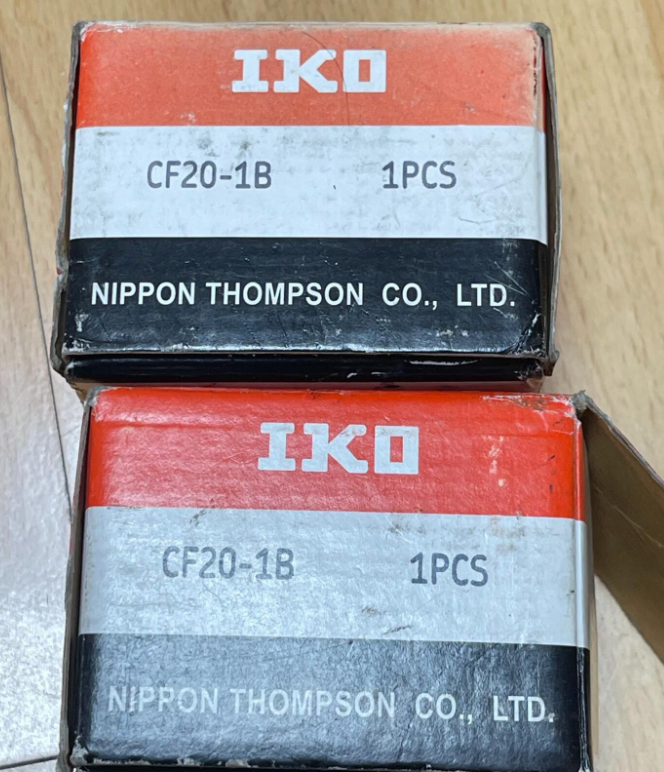 IKO
CF20-1B 1PCS
NIPPON THOMPSON CO., LTD.
IKO
CF20-1B 1PCS
NIPPON THOMPSON CO., LTD.